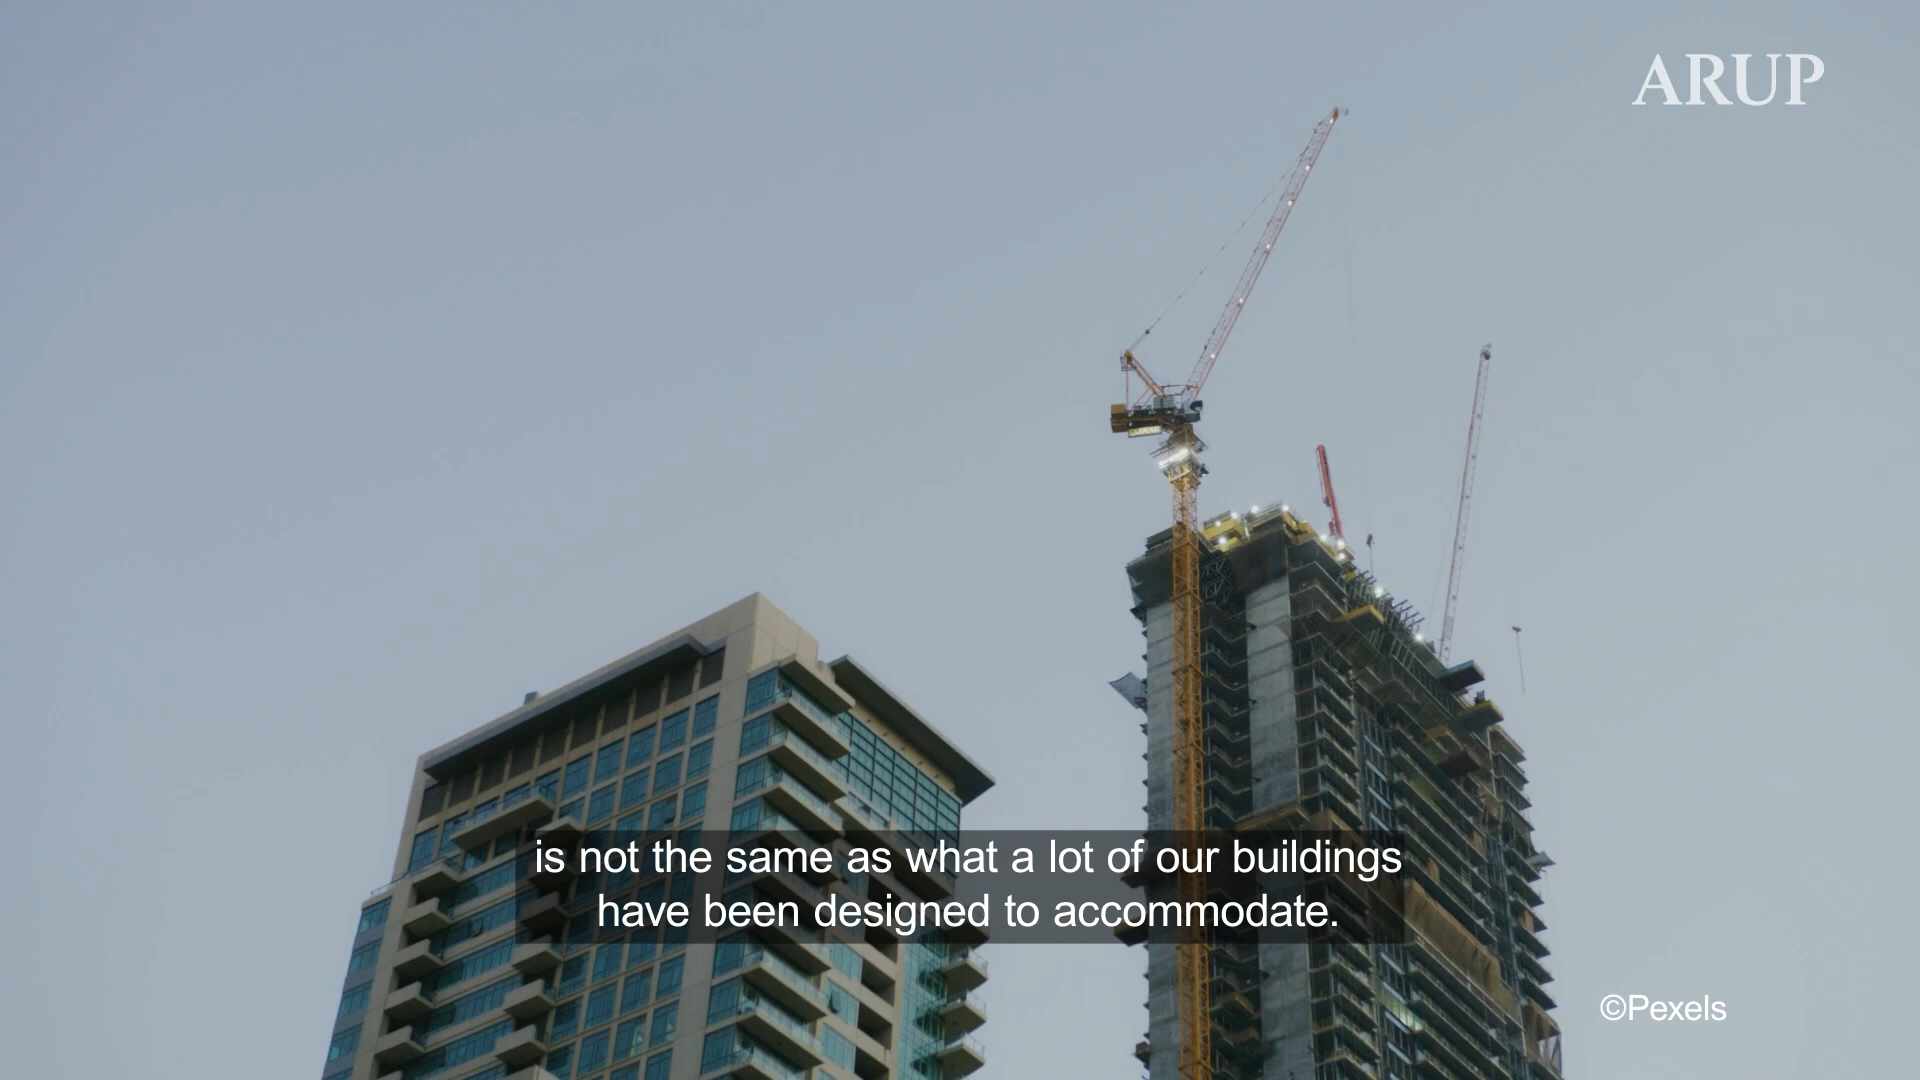 ARUP
is not the same as what a lot of our buildings
have been designed to accommodate.
©Pexels